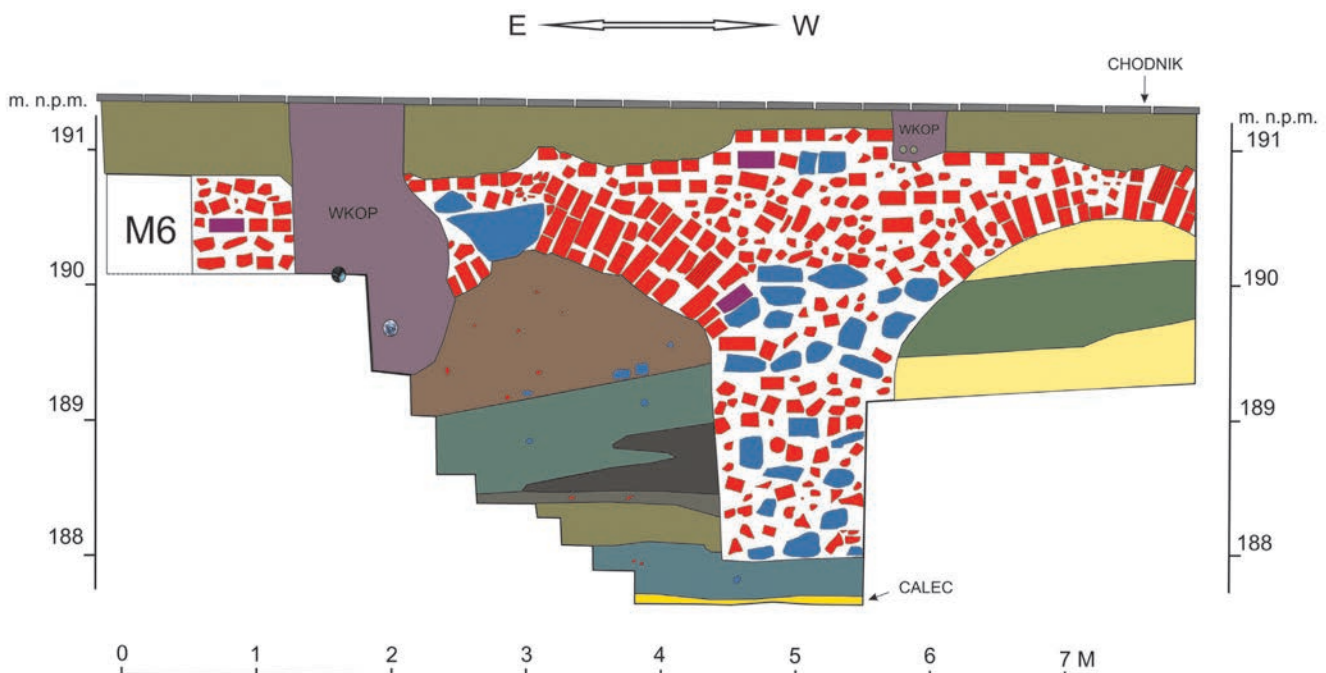 E W
CHODNIK
m. n.p.m.
m. n.p.m.
191
191
WKOP
M6
WKOP
190
190
189
189
188
188
CALEC
0 1 2 3 4 5 6 7 M